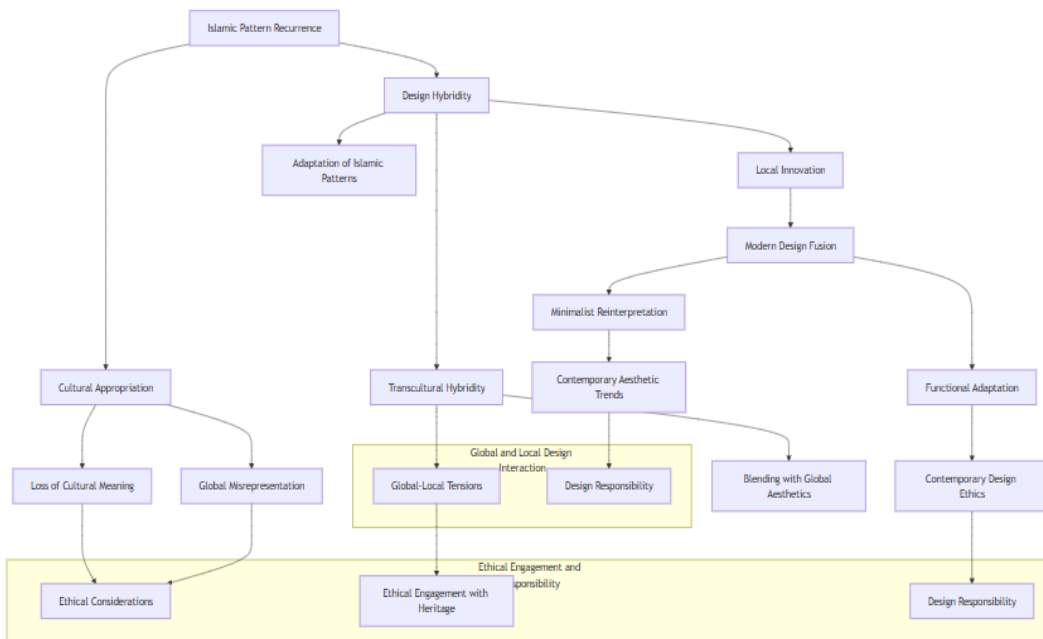 Islamic Pattern Recurrence
Design Hybridity
Adaptation of Islamic
Patterns
Local Innovation
Modern Design Fusion
Minimalist Reinterpretation
Cultural Appropriation
Transcultural Hybridity
Contemporary Aesthetic
Trends
Functional Adaptation
Global and Local Design
Interaction
Loss of Cultural Meaning
Global Misrepresentation
Global-Local Tensions
Design Responsibility
Blending with Global
Aesthetics
Contemporary Design
Ethics
Ethical Engagement and
Ethical Considerations
Ethical Engagement with
Heritage
Design Responsibility